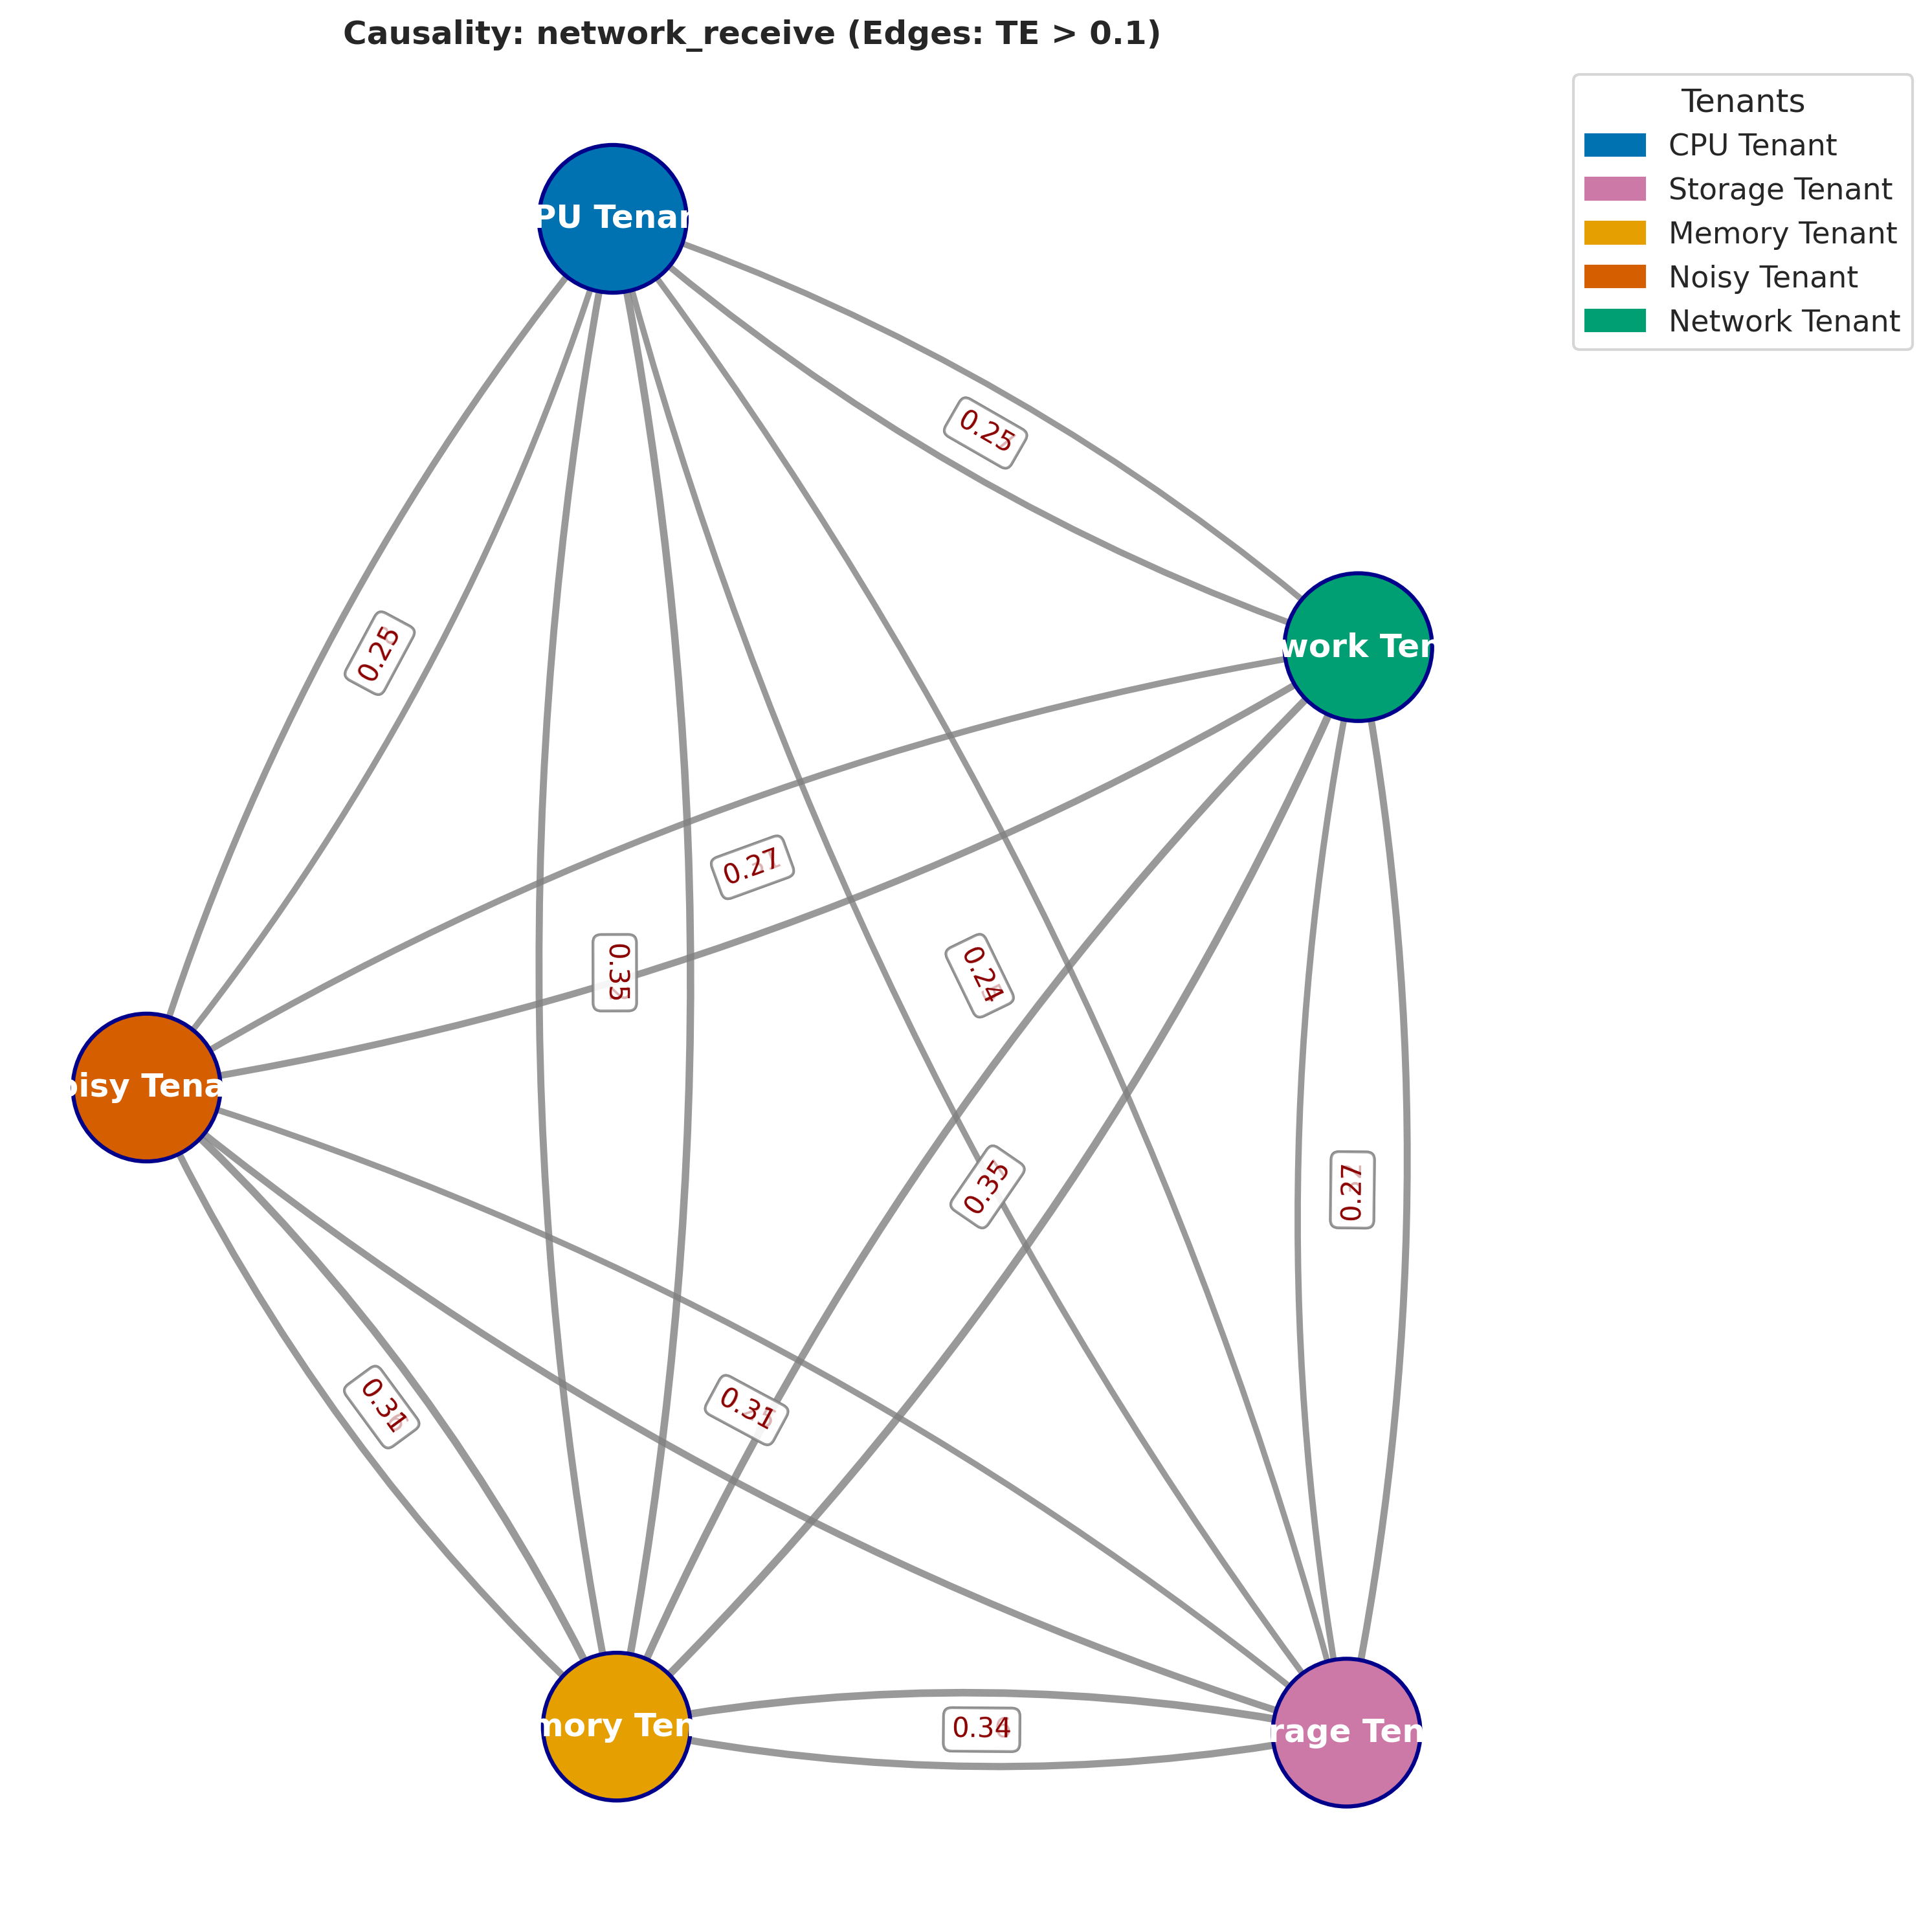 Causality: network_receive (Edges: TE > 0.1)
Tenants
CPU Tenant
Storage Tenant
Memory Tenant
Noisy Tenant
Network Tenant
PU Tenan
0.25
work Ten
0.25
0.27
0.35
0.24
oisy Tena
0.35
0.27
0.31
0.31
mory Ten
0.34
rage Ten